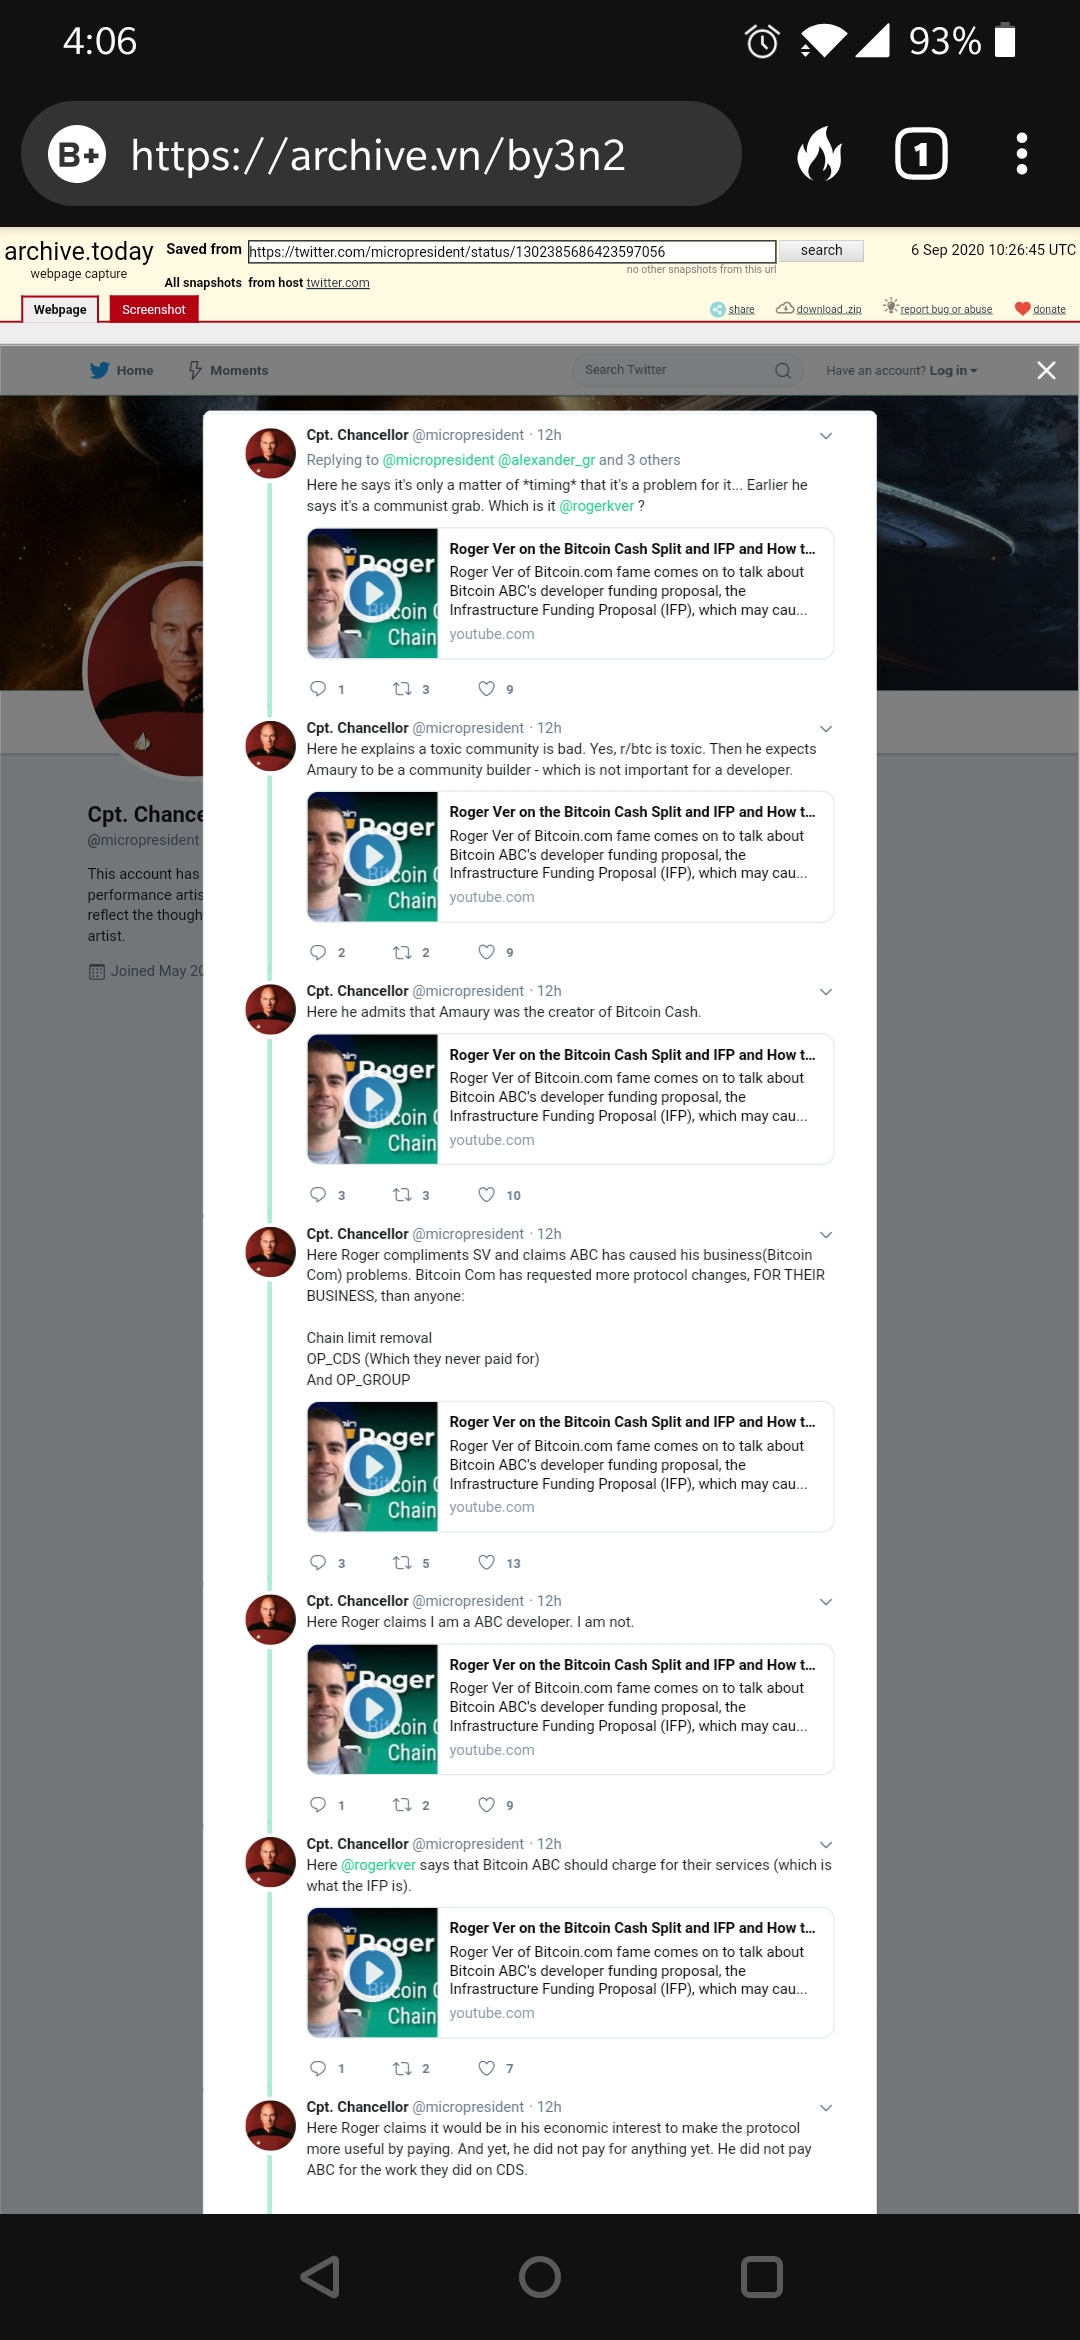 4:06
93%
B+
https://archive.vn/by3n2
1
archive.today
webpage capture
Saved from
https://twitter.com/micropresident/status/1302385686423597056
search
6 Sep 2020 10:26:45 UTC
no other snapshots from this url
All snapshots from host twitter.com
Webpage
Screenshot
share
download .zip
report bug or abuse
donate
Home
Moments
Search Twitter
Have an account? Log in
Cpt. Chance
@micropresident
This account has
performance artis
reflect the though
artist.
Joined May 20
Cpt. Chancellor @micropresident · 12h
Replying to @micropresident @alexander_gr and 3 others
Here he says it's only a matter of *timing* that it's a problem for it... Earlier he
says it's a communist grab. Which is it @rogerkver ?
Roger
Chain
Roger Ver on the Bitcoin Cash Split and IFP and How t...
Roger Ver of Bitcoin.com fame comes on to talk about
Bitcoin ABC's developer funding proposal, the
Infrastructure Funding Proposal (IFP), which may cau...
youtube.com
1 3 9
Cpt. Chancellor @micropresident · 12h
Here he explains a toxic community is bad. Yes, r/btc is toxic. Then he expects
Amaury to be a community builder - which is not important for a developer.
Roger
Chain
Roger Ver on the Bitcoin Cash Split and IFP and How t...
Roger Ver of Bitcoin.com fame comes on to talk about
Bitcoin ABC's developer funding proposal, the
Infrastructure Funding Proposal (IFP), which may cau...
youtube.com
2 2 9
Cpt. Chancellor @micropresident · 12h
Here he admits that Amaury was the creator of Bitcoin Cash.
Roger
Chain
Roger Ver on the Bitcoin Cash Split and IFP and How t...
Roger Ver of Bitcoin.com fame comes on to talk about
Bitcoin ABC's developer funding proposal, the
Infrastructure Funding Proposal (IFP), which may cau...
youtube.com
3 3 10
Cpt. Chancellor @micropresident · 12h
Here Roger compliments SV and claims ABC has caused his business(Bitcoin
Com) problems. Bitcoin Com has requested more protocol changes, FOR THEIR
BUSINESS, than anyone:
Chain limit removal
OP_CDS (Which they never paid for)
And OP_GROUP
Roger
Chain
Roger Ver on the Bitcoin Cash Split and IFP and How t...
Roger Ver of Bitcoin.com fame comes on to talk about
Bitcoin ABC's developer funding proposal, the
Infrastructure Funding Proposal (IFP), which may cau...
youtube.com
3 5 13
Cpt. Chancellor @micropresident · 12h
Here Roger claims I am a ABC developer. I am not.
Roger
Chain
Roger Ver on the Bitcoin Cash Split and IFP and How t...
Roger Ver of Bitcoin.com fame comes on to talk about
Bitcoin ABC's developer funding proposal, the
Infrastructure Funding Proposal (IFP), which may cau...
youtube.com
1 2 9
Cpt. Chancellor @micropresident · 12h
Here @rogerkver says that Bitcoin ABC should charge for their services (which is
what the IFP is).
Roger
Chain
Roger Ver on the Bitcoin Cash Split and IFP and How t...
Roger Ver of Bitcoin.com fame comes on to talk about
Bitcoin ABC's developer funding proposal, the
Infrastructure Funding Proposal (IFP), which may cau...
youtube.com
1 2 7
Cpt. Chancellor @micropresident · 12h
Here Roger claims it would be in his economic interest to make the protocol
more useful by paying. And yet, he did not pay for anything yet. He did not pay
ABC for the work they did on CDS.